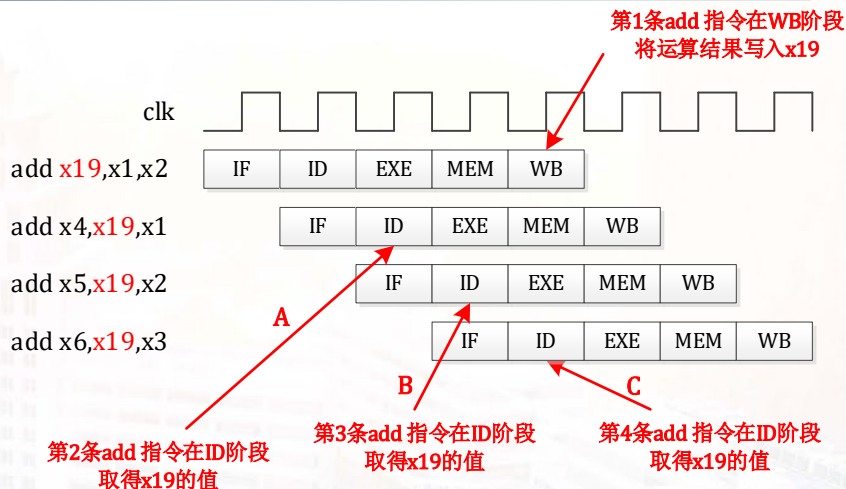 第1条add 指令在WB阶段
将运算结果写入x19
clk
add x19,x1,x2
IF ID EXE MEM WB
add x4,x19,x1
IF ID EXE MEM WB
add x5,x19,x2
IF ID EXE MEM WB
add x6,x19,x3
IF ID EXE MEM WB
A
B
C
第2条add 指令在ID阶段
取得x19的值
第3条add 指令在ID阶段
取得x19的值
第4条add 指令在ID阶段
取得x19的值